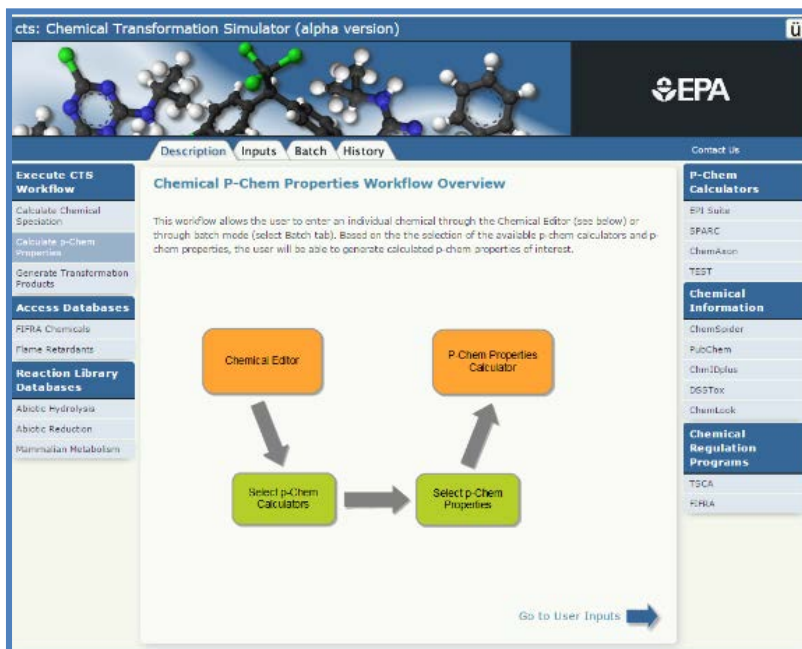 cts: Chemical Transformation Simulator (alpha version)
ü
EPA
Description
Inputs
Batch
History
Contact Us
Execute CTS
Workflow
Calculate Chemical
Speciation
Calculate p-Chem
Properties
Generate Transformation
Products
Access Databases
FIFRA Chemicals
Flame Retardants
Reaction Library
Databases
Abiotic Hydrolysis
Abiotic Reduction
Mammalian Metabolism
Chemical P-Chem Properties Workflow Overview
This workflow allows the user to enter an individual chemical through the Chemical Editor (see below) or
through batch mode (select Batch tab). Based on the the selection of the available p-chem calculators and p-
chem properties, the user will be able to generate calculated p-chem properties of interest.
Chemical Editor
P-Chem Properties
Calculator
Select p-Chem
Calculators
Select p-Chem
Properties
Go to User Inputs
P-Chem
Calculators
EPI Suite
SPARC
ChemAxon
TEST
Chemical
Information
ChemSpider
PubChem
ChmIDplus
DSSTox
ChemLook
Chemical
Regulation
Programs
TSCA
FIFRA